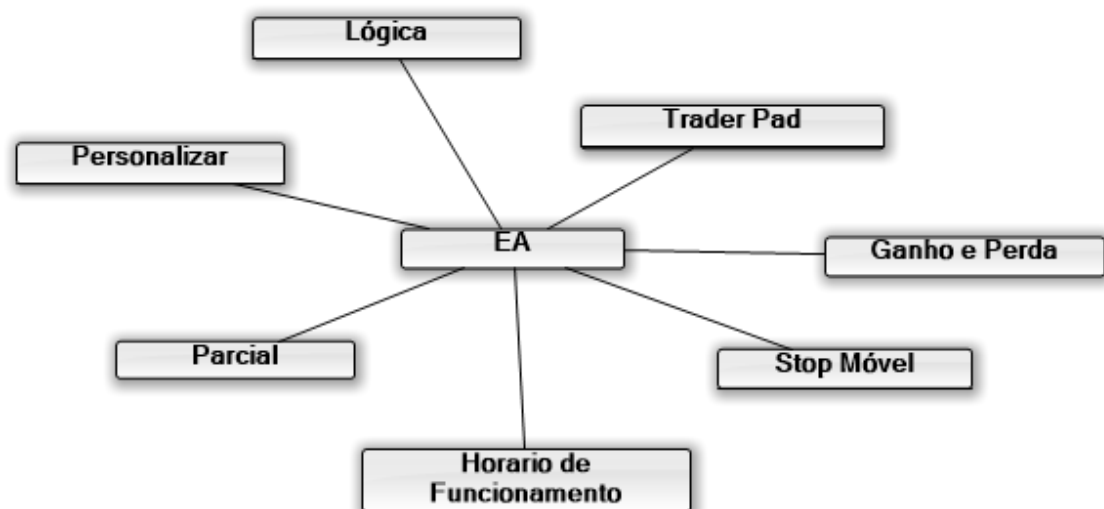 Lógica
Trader Pad
Personalizar
EA
Ganho e Perda
Parcial
Stop Móvel
Horario de
Funcionamento